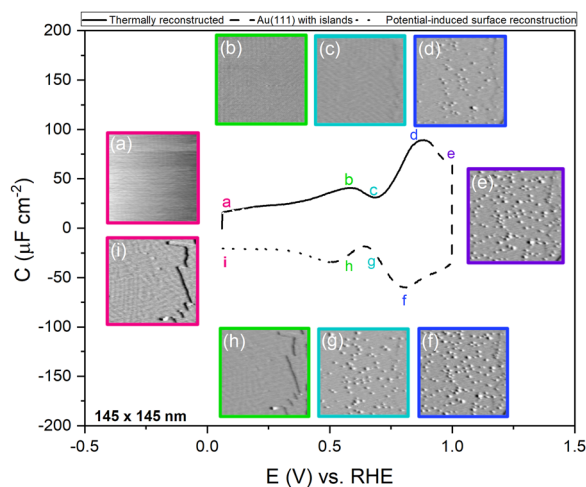 Thermally reconstructed Au(111) with islands Potential-induced surface reconstruction
200
150
100
50
0
-50
-100
-150
-200
C (μF cm-2)
(b) (c) (d)
(a)
(e)
(i)
(h) (g) (f)
a b c d e
i h g f
145 x 145 nm
-0.5 0.0 0.5 1.0 1.5
E (V) vs. RHE